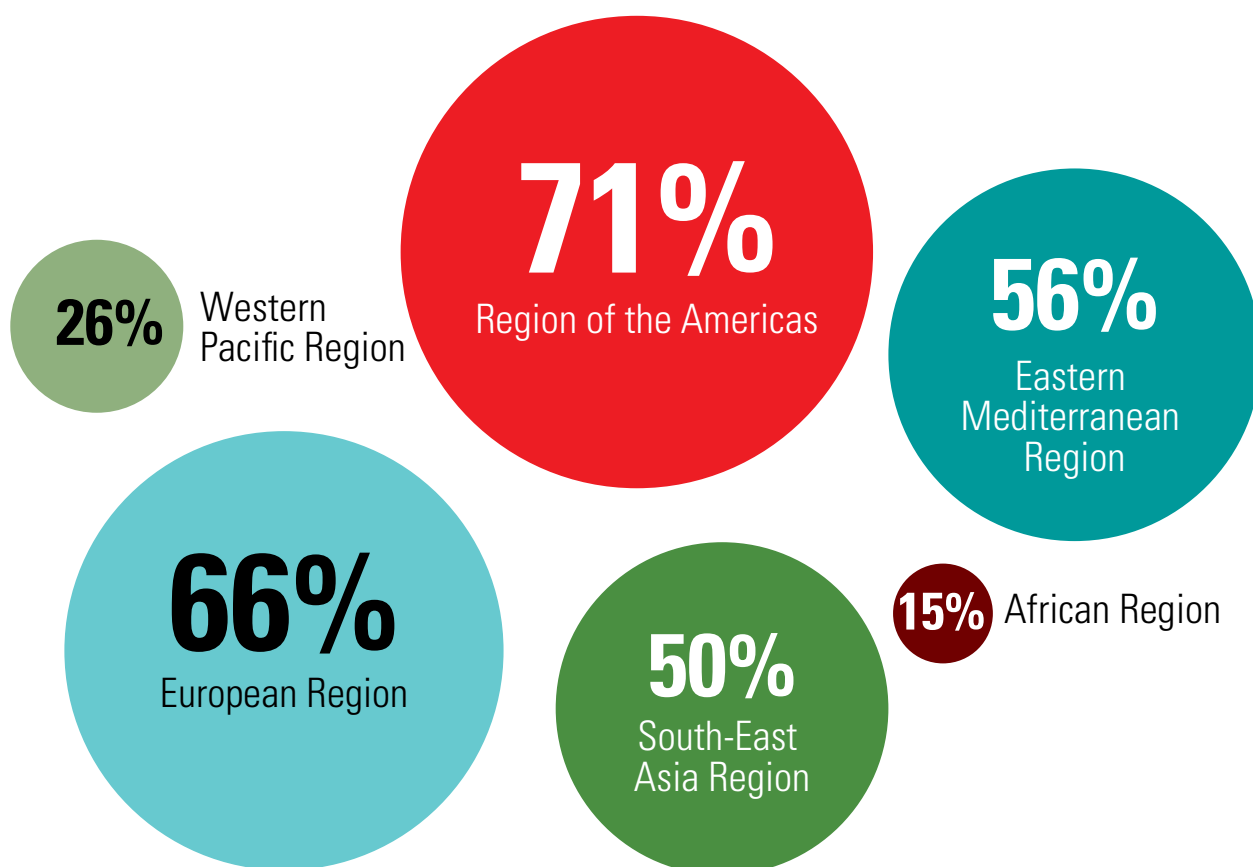 71%
Region of the Americas
56%
Eastern
Mediterranean
Region
26%
Western
Pacific Region
66%
European Region
50%
South-East
Asia Region
15%
African Region